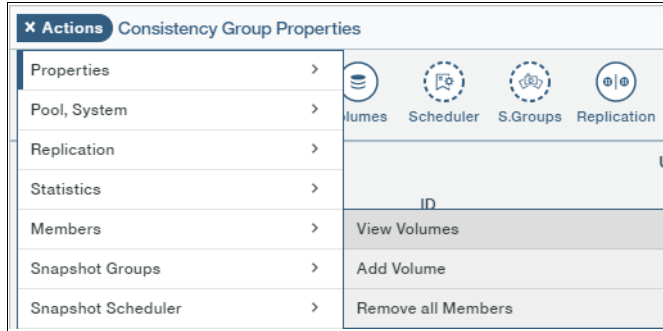 × Actions Consistency Group Properties
Properties >
Pool, System >
lumes Scheduler S.Groups Replication
Replication >
Statistics >
ID
Members >
View Volumes
Snapshot Groups >
Add Volume
Snapshot Scheduler >
Remove all Members